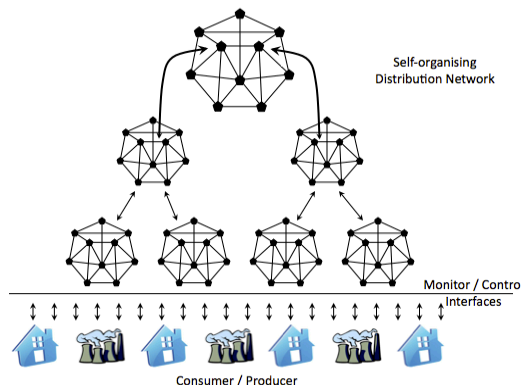 Self-organising
Distribution Network
Monitor / Contro
Interfaces
Consumer / Producer